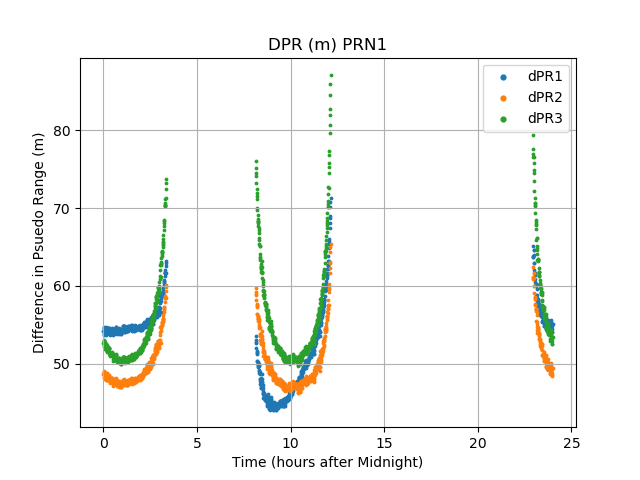 DPR (m) PRN1
dPR1
dPR2
dPR3
Difference in Psuedo Range (m)
80
70
60
50
0 5 10 15 20 25
Time (hours after Midnight)